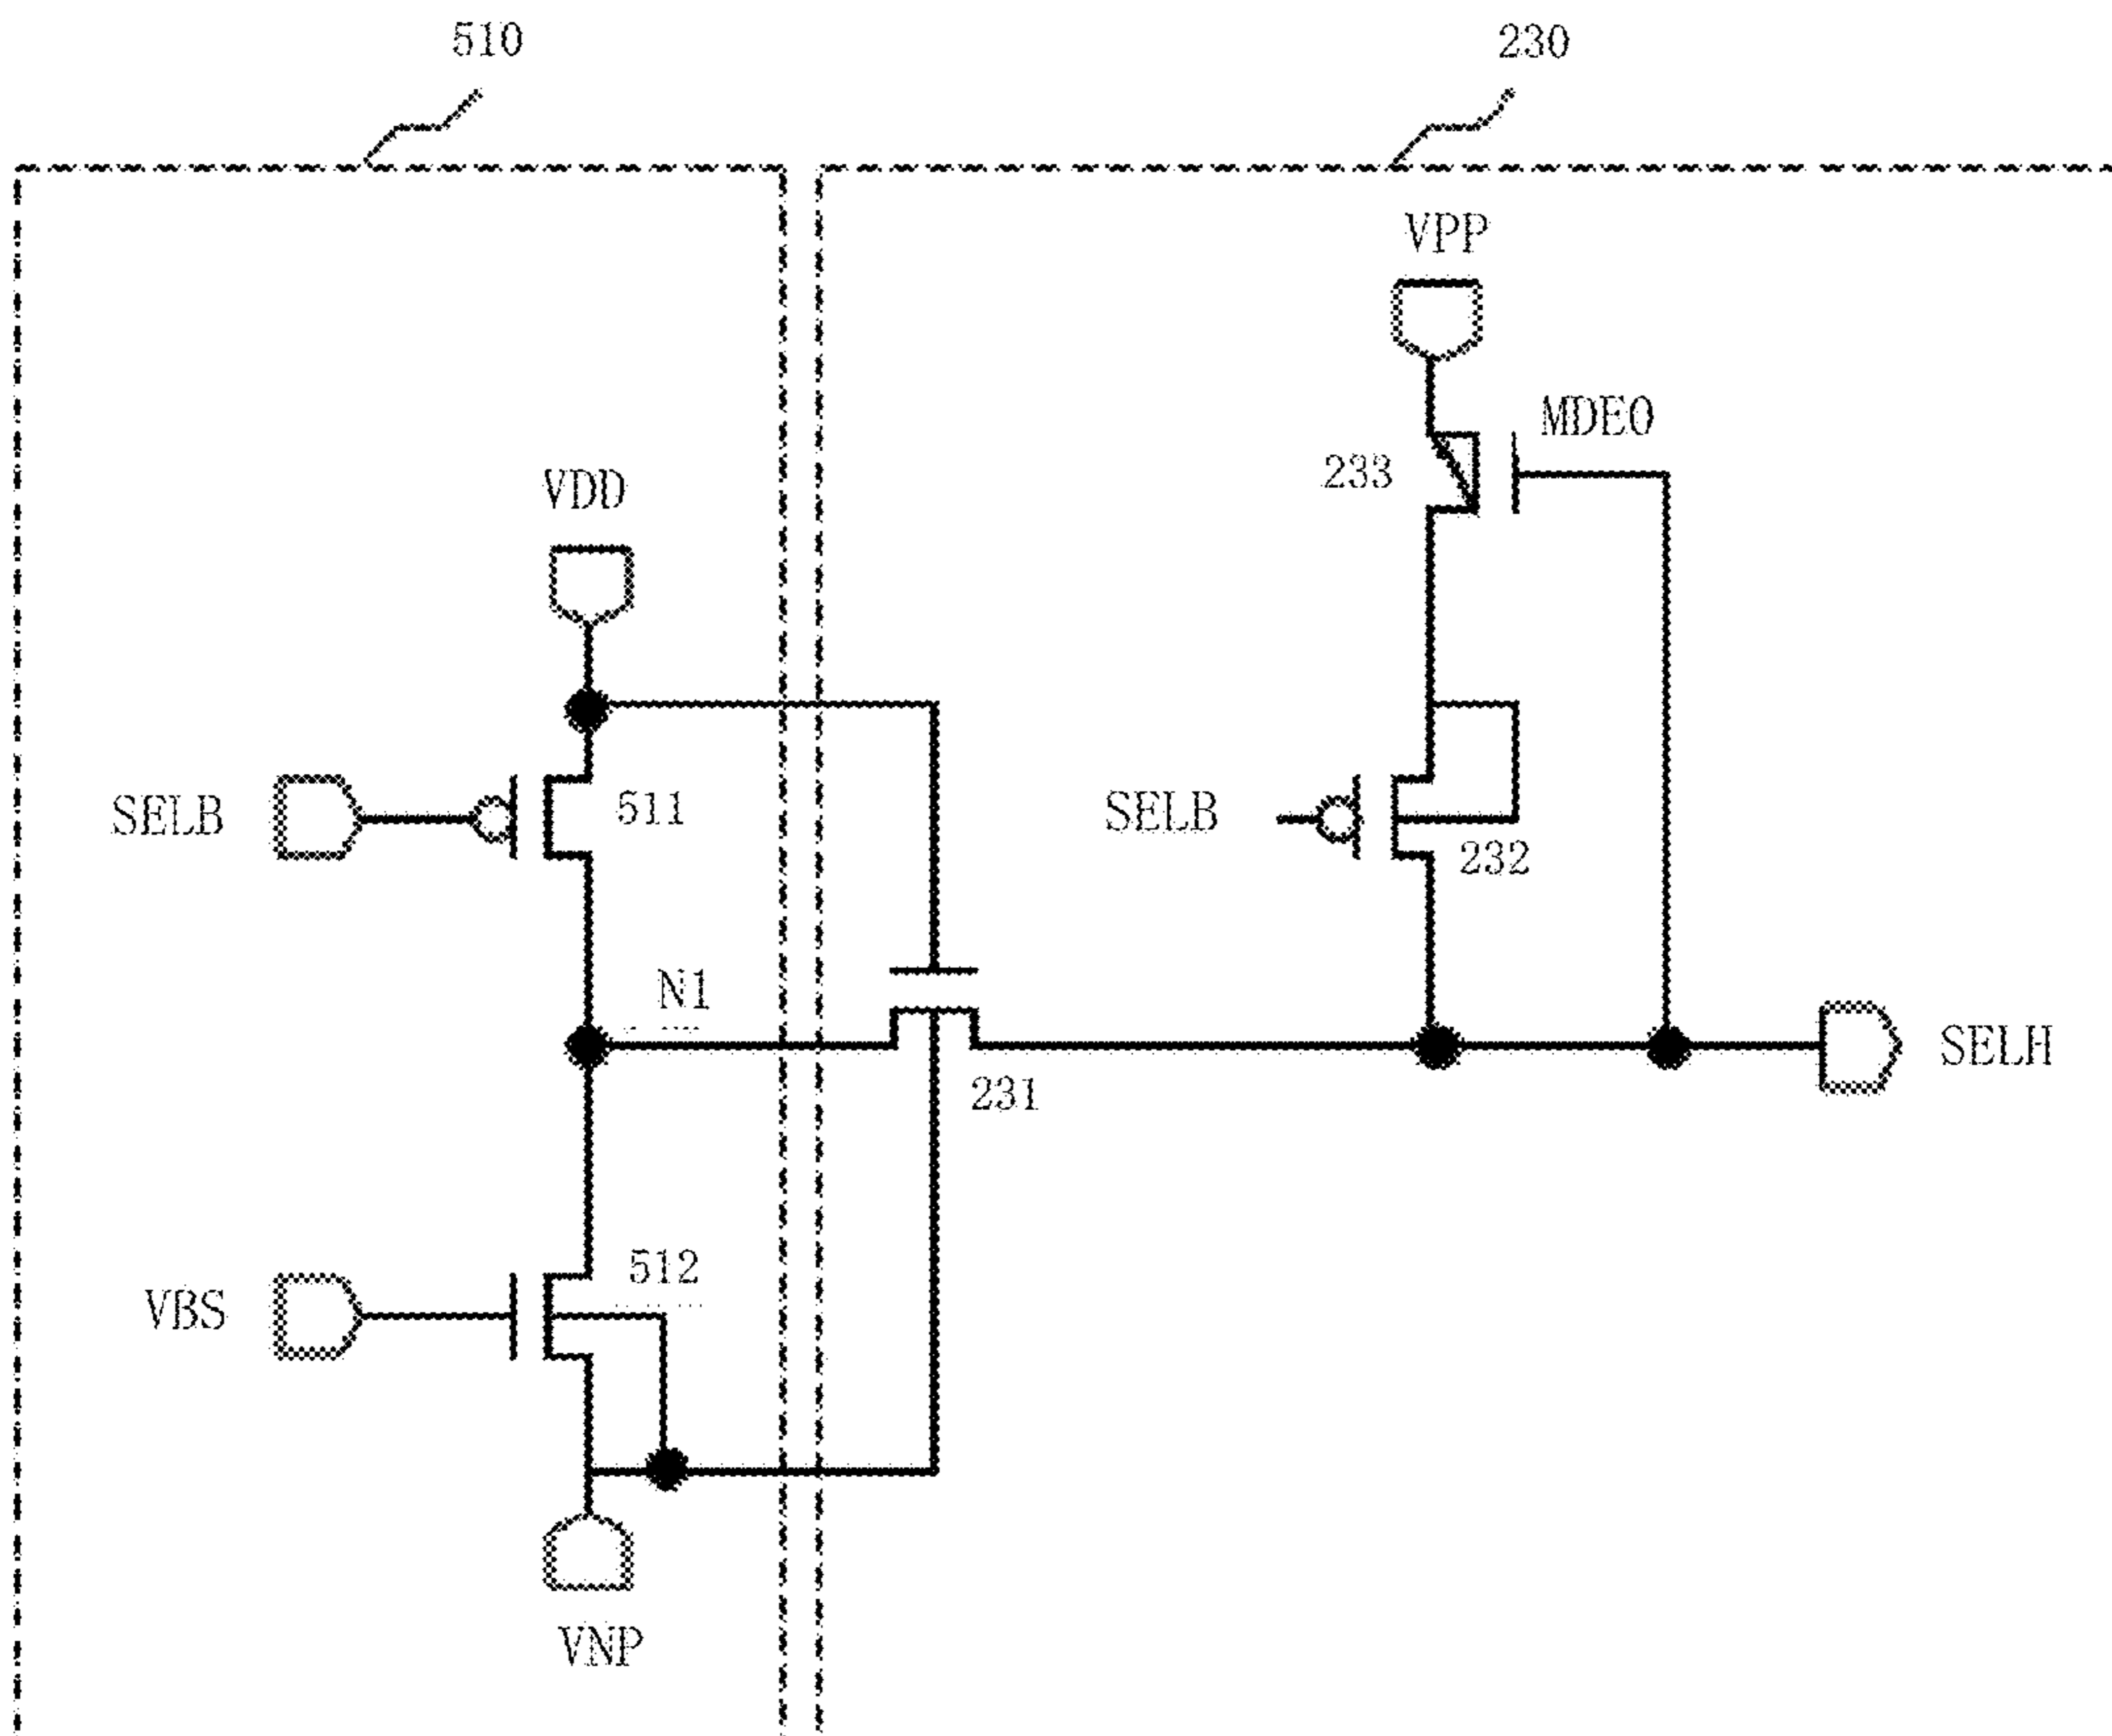 510
230
VPP
MDE0
233
VDD
SELB
511
SELB
232
N1
231
SELH
512
VBS
VNP